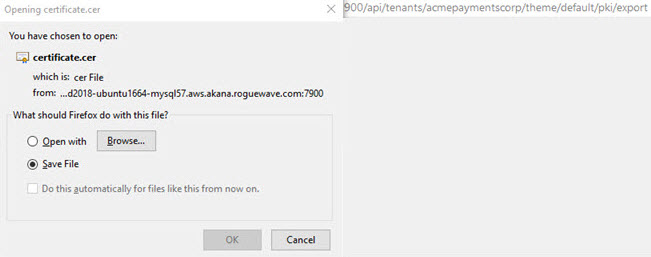 Opening certificate.cer
900/api/tenants/acmepaymentscorp/theme/default/pki/export
You have chosen to open:
certificate.cer
which is: cer File
from: ...d2018-ubuntu1664-mysql57.aws.akana.roguewave.com:7900
What should Firefox do with this file?
Open with Browse...
Save File
Do this automatically for files like this from now on.
OK Cancel